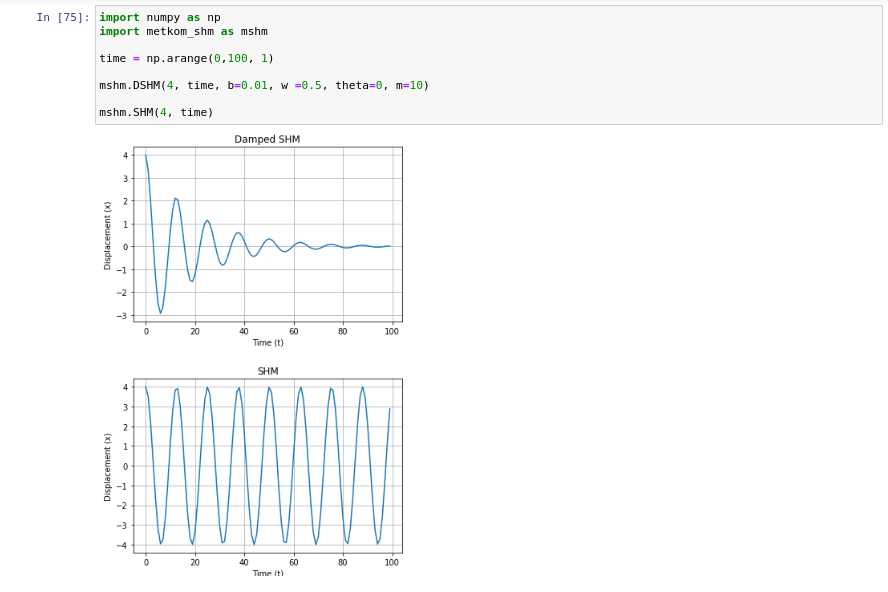 In [75]: import numpy as np
import metkom_shm as mshm
time = np.arange(0,100, 1)
mshm.DSHM(4, time, b=0.01, w =0.5, theta=0, m=10)
mshm.SHM(4, time)
Damped SHM
4
3
2
1
0
−1
−2
−3
Displacement (x)
0 20 40 60 80 100
Time (t)
SHM
4
3
2
1
0
−1
−2
−3
−4
Displacement (x)
0 20 40 60 80 100
Time (t)